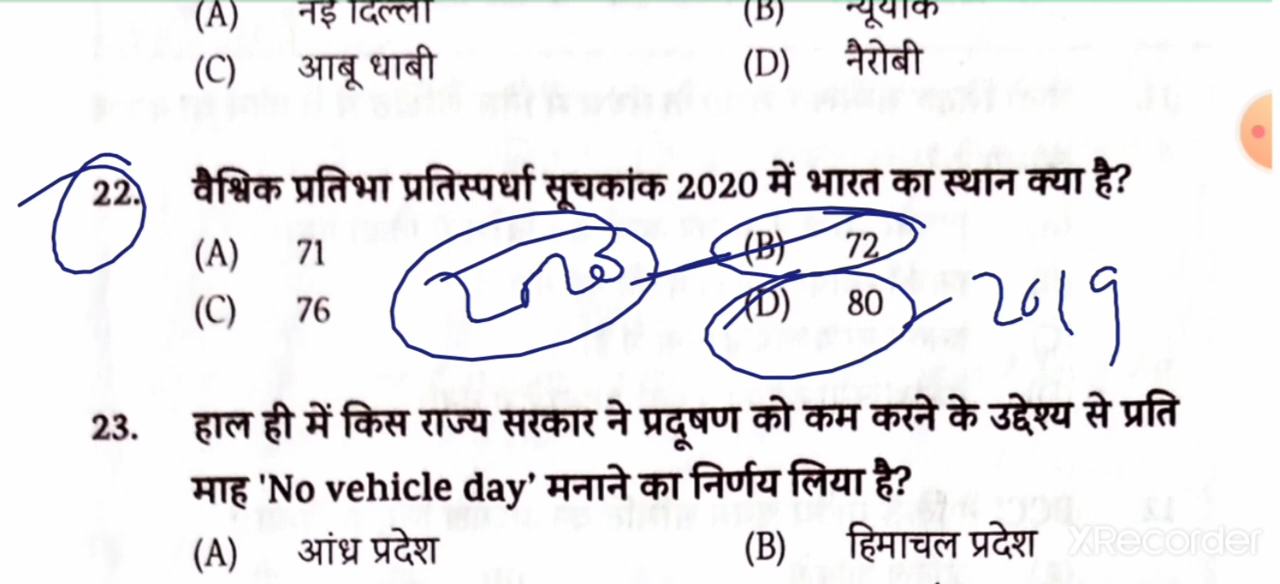 (A) नई दिल्ली (B) न्यूयॉर्क
(C) आबू धाबी (D) नैरोबी
22. वैश्विक प्रतिभा प्रतिस्पर्धा सूचकांक 2020 में भारत का स्थान क्या है?
(A) 71 (B) 72
(C) 76 (D) 80 - 2019
23. हाल ही में किस राज्य सरकार ने प्रदूषण को कम करने के उद्देश्य से प्रति
माह 'No vehicle day' मनाने का निर्णय लिया है?
(A) आंध्र प्रदेश (B) हिमाचल प्रदेश
XRecorder